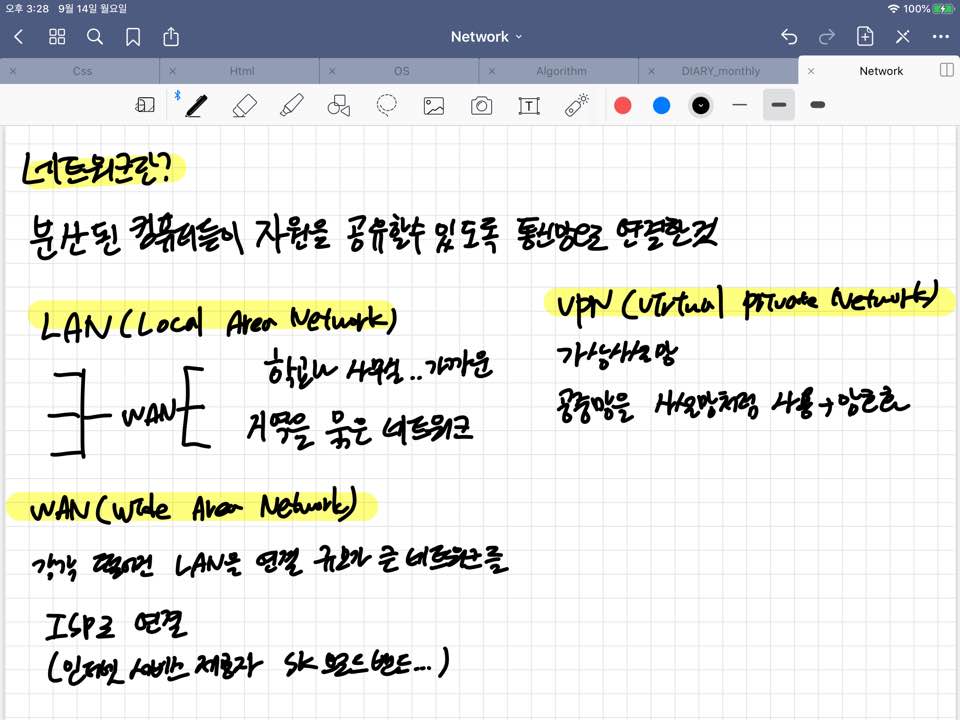 오후 3:28 9월 14일 월요일
100%
Network
Css
Html
OS
Algorithm
DIARY_monthly
Network
네트워크란?
분산된 컴퓨터들이 자원을 공유할수 있도록 통신망으로 연결한것
LAN(Local Area Network)
학교나 사무실..가까운
WAN
지역을 묶은 네트워크
VPN(Virtual Private Network)
가상사설망
공중망을 사설망처럼 사용→암호화
WAN(Wide Area Network)
각각 떨어진 LAN을 연결 규모가 큰 네트워크를
ISP로 연결
(인터넷 서비스 제공자 SK 브로드밴드...)